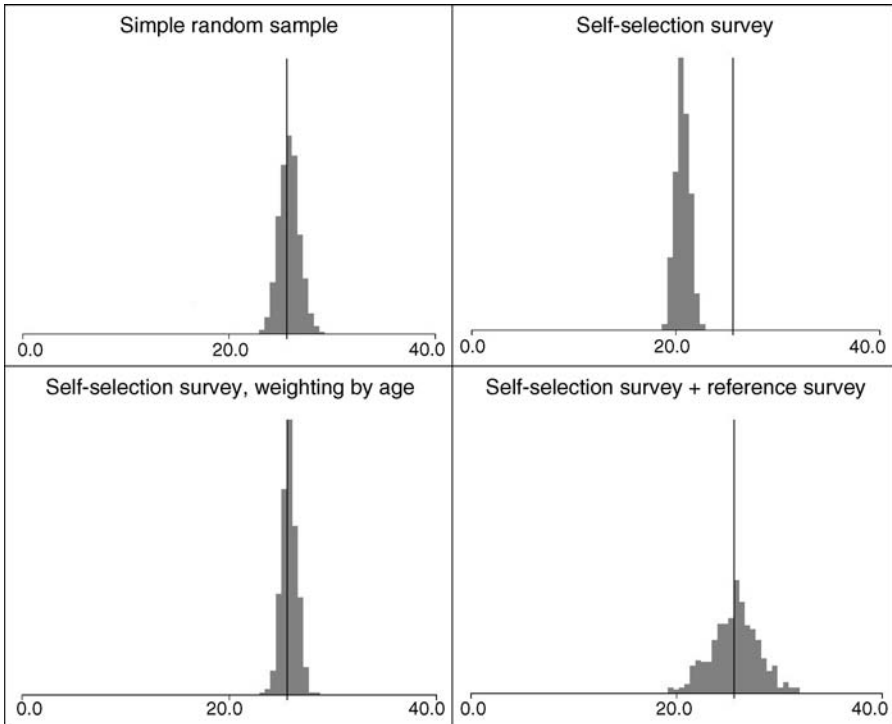 Simple random sample
0.0 20.0 40.0
Self-selection survey
0.0 20.0 40.0
Self-selection survey, weighting by age
0.0 20.0 40.0
Self-selection survey + reference survey
0.0 20.0 40.0